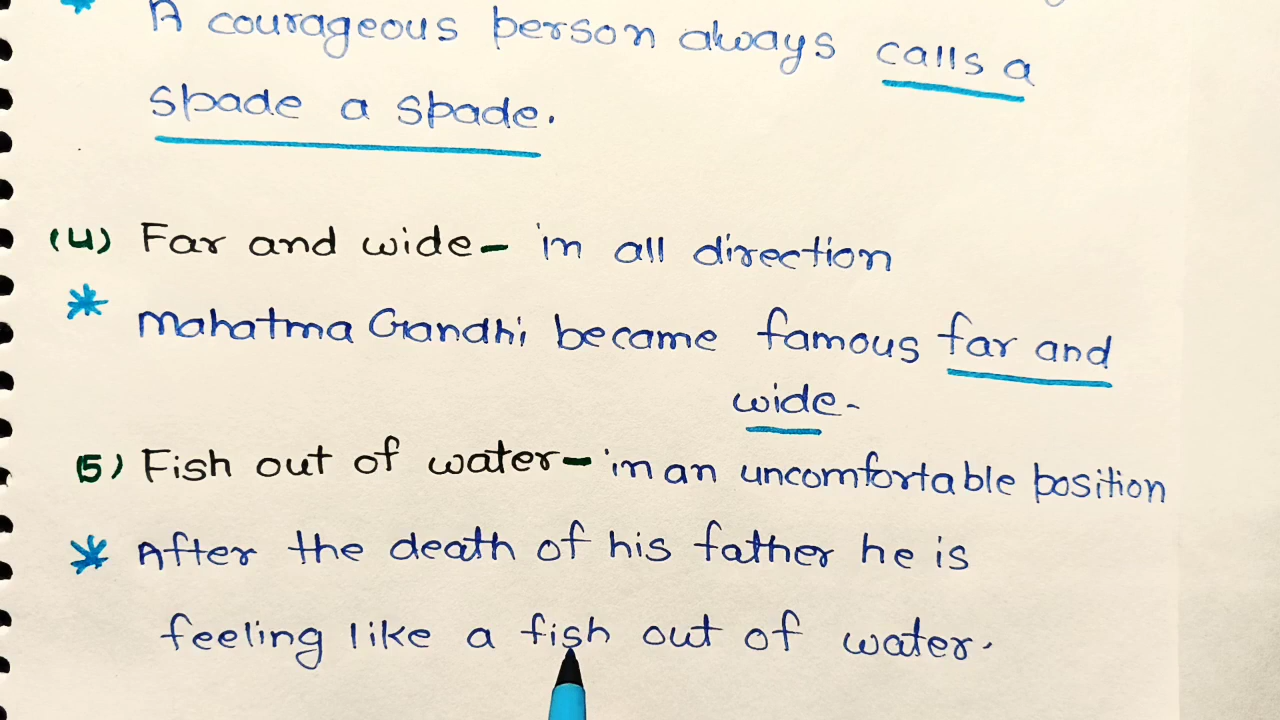 A courageous person always calls a
spade a spade.
(4) Far and wide- in all direction
* Mahatma Gandhi became famous far and
wide-
(5) Fish out of water- in an uncomfortable position
* After the death of his father he is
feeling like a fish out of water.